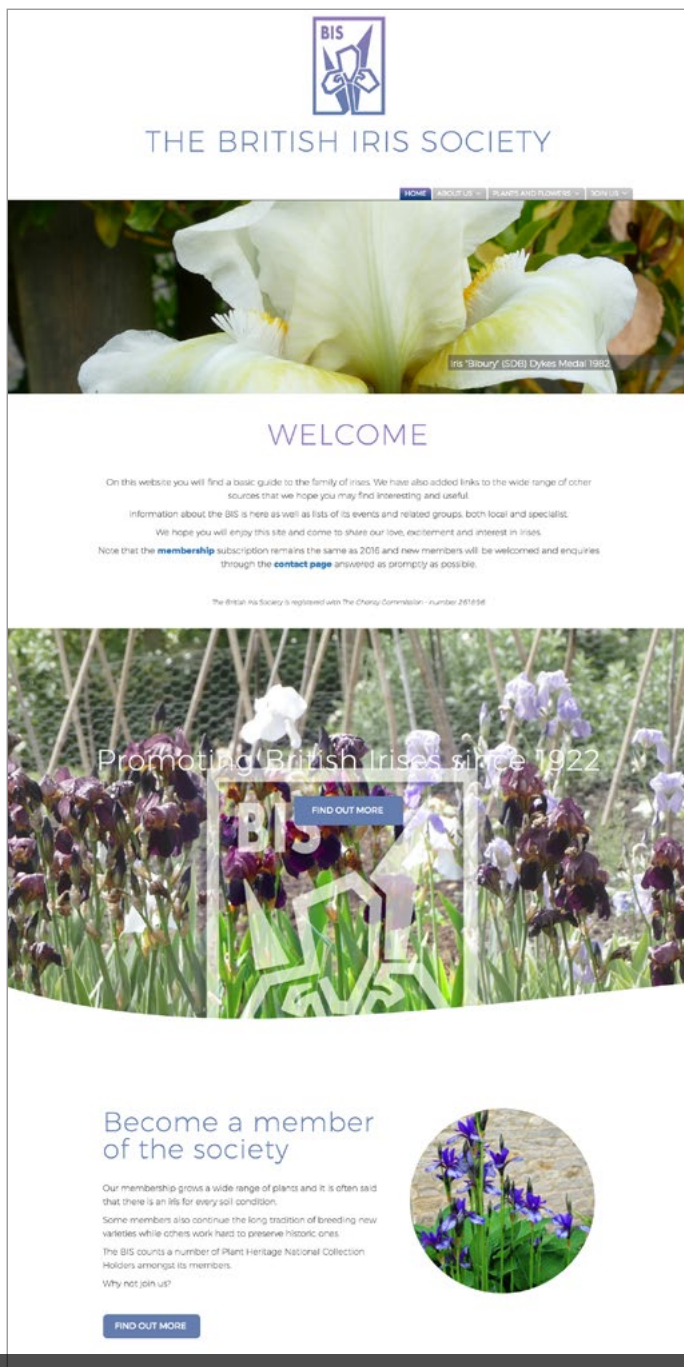 BIS
THE BRITISH IRIS SOCIETY
HOME ABOUT US PLANTS AND FLOWERS JOIN US
Iris "Bibury" (SDB) Dykes Medal 1982
WELCOME
On this website you will find a basic guide to the family of irises. We have also added links to the wide range of other
sources that we hope you may find interesting and useful.
Information about the BIS is here as well as lists of its events and related groups, both local and specialist.
We hope you will enjoy this site and come to share our love, excitement and interest in Irises.
Note that the membership subscription remains the same as 2016 and new members will be welcomed and enquiries
through the contact page answered as promptly as possible.
The British Iris Society is registered with The Charity Commission - number
Promoting British Irises since 1922
FIND OUT MORE
BIS
Become a member
of the society
Our membership grows a wide range of plants and it is often said
that there is an iris for every soil condition.
Some members also continue the long tradition of breeding new
varieties while others work hard to preserve historic ones.
The BIS counts a number of Plant Heritage National Collection
Holders amongst its members.
Why not join us?
FIND OUT MORE